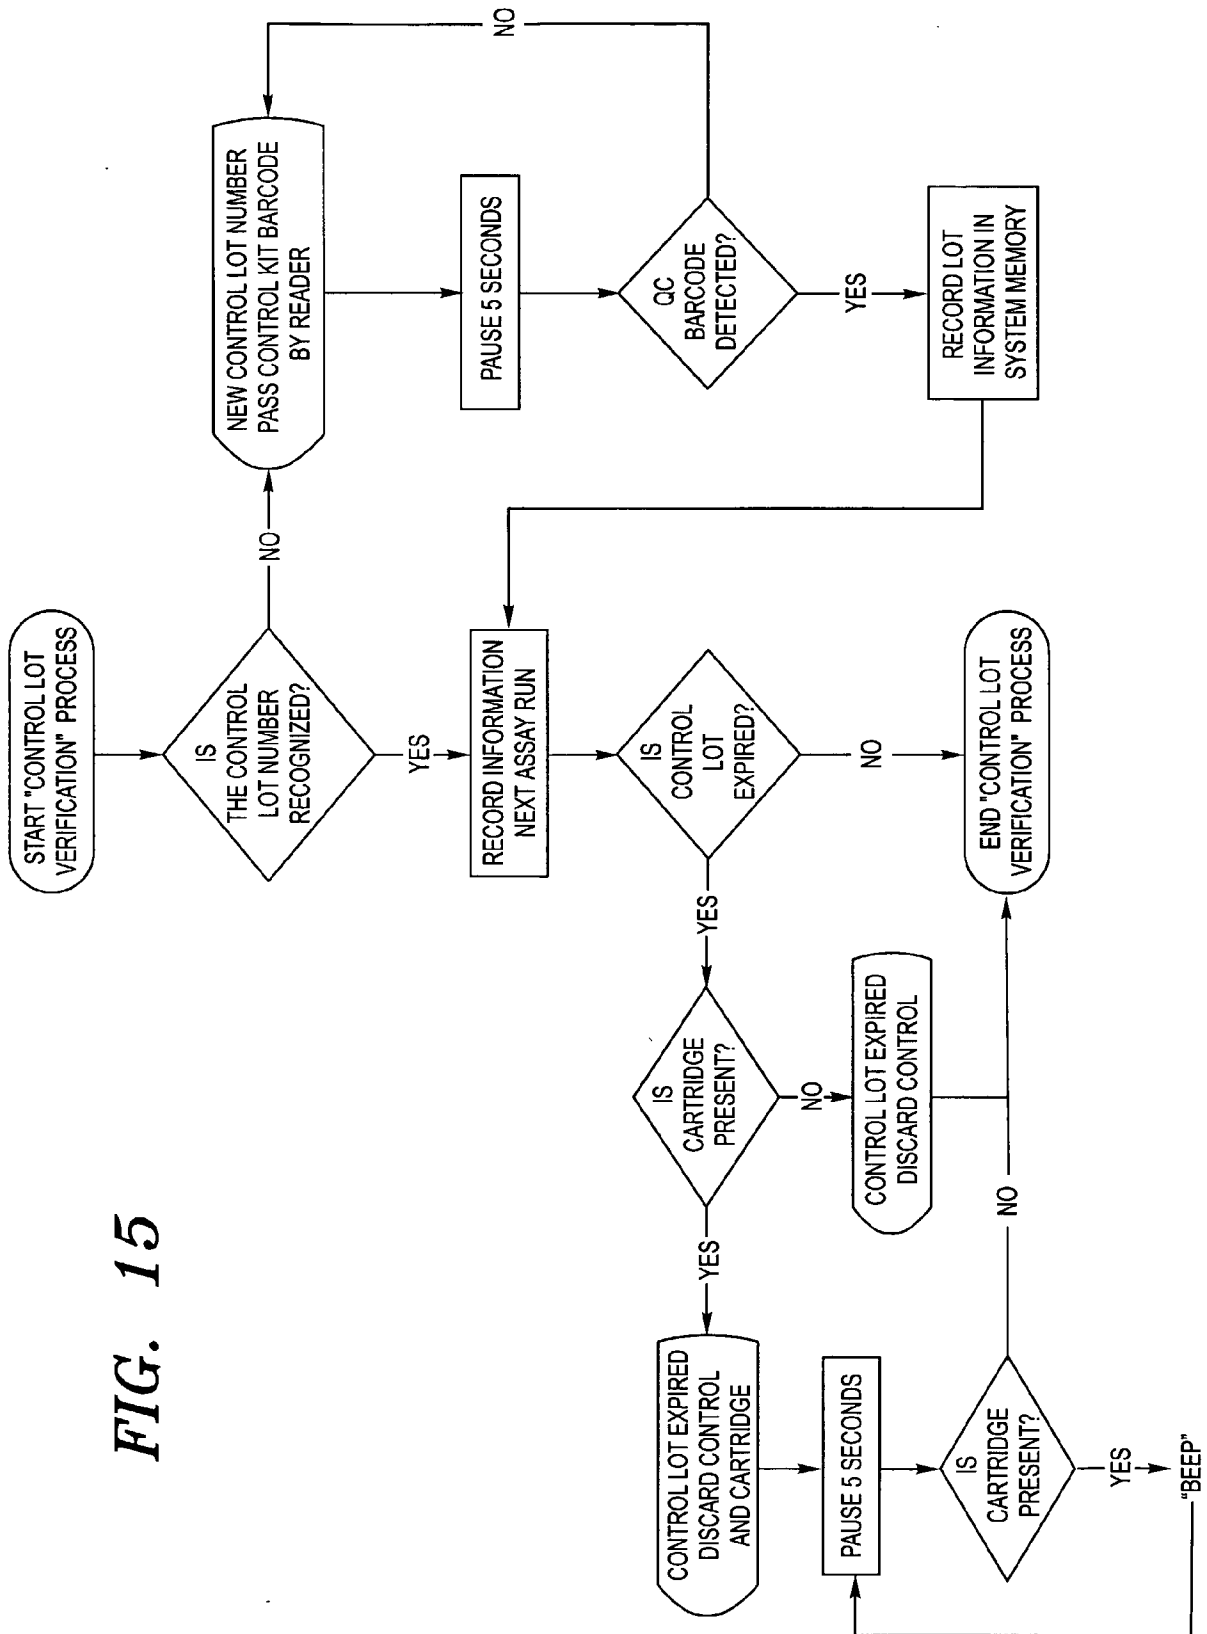 START "CONTROL LOT
VERIFICATION" PROCESS
IS
THE CONTROL
LOT NUMBER
RECOGNIZED?
NO
NEW CONTROL LOT NUMBER
PASS CONTROL KIT BARCODE
BY READER
NO
PAUSE 5 SECONDS
QC
BARCODE
DETECTED?
YES
RECORD LOT
INFORMATION IN
SYSTEM MEMORY
YES
RECORD INFORMATION
NEXT ASSAY RUN
IS
CONTROL
LOT
EXPIRED?
NO
END "CONTROL LOT
VERIFICATION" PROCESS
YES
IS
CARTRIDGE
PRESENT?
NO
CONTROL LOT EXPIRED
DISCARD CONTROL
YES
CONTROL LOT EXPIRED
DISCARD CONTROL
AND CARTRIDGE
PAUSE 5 SECONDS
IS
CARTRIDGE
PRESENT?
NO
YES
"BEEP"
FIG. 15